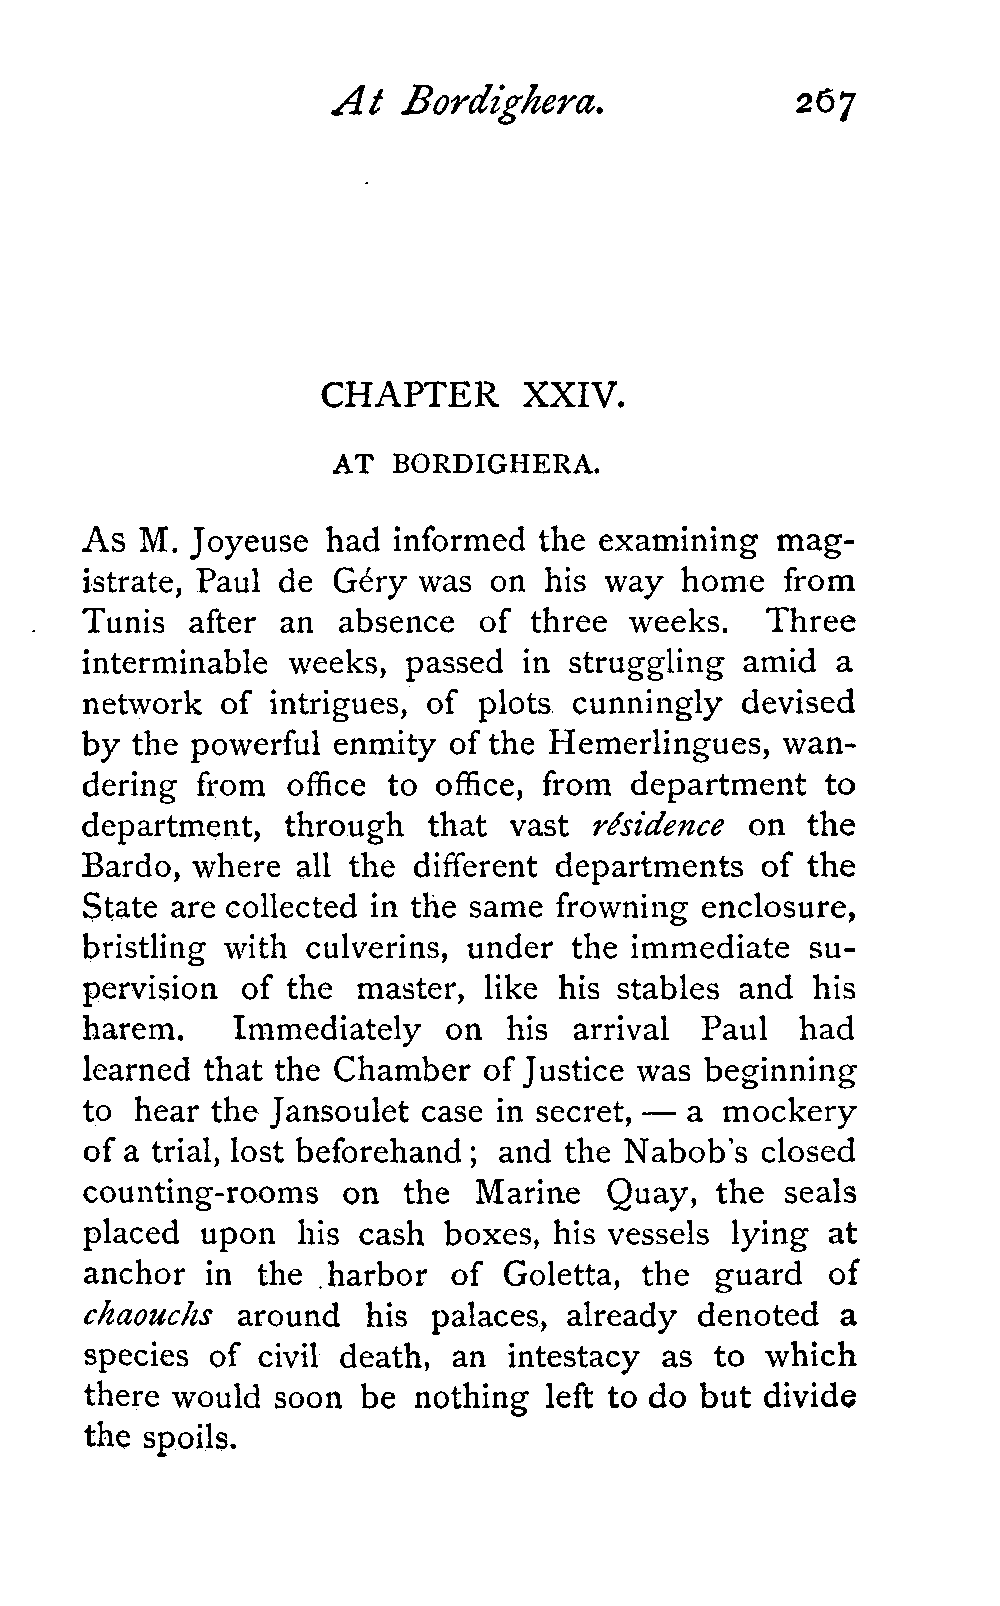 At Bordighera. 267
CHAPTER XXIV.
AT BORDIGHERA.
As M. Joyeuse had informed the examining mag-
istrate, Paul de Géry was on his way home from
Tunis after an absence of three weeks. Three
interminable weeks, passed in struggling amid a
network of intrigues, of plots cunningly devised
by the powerful enmity of the Hemerlingues, wan-
dering from office to office, from department to
department, through that vast résidence on the
Bardo, where all the different departments of the
State are collected in the same frowning enclosure,
bristling with culverins, under the immediate su-
pervision of the master, like his stables and his
harem. Immediately on his arrival Paul had
learned that the Chamber of Justice was beginning
to hear the Jansoulet case in secret, — a mockery
of a trial, lost beforehand; and the Nabob's closed
counting-rooms on the Marine Quay, the seals
placed upon his cash boxes, his vessels lying at
anchor in the harbor of Goletta, the guard of
chaouchs around his palaces, already denoted a
species of civil death, an intestacy as to which
there would soon be nothing left to do but divide
the spoils.